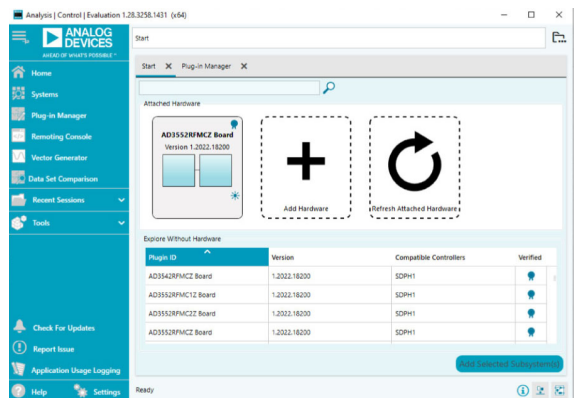 Analysis | Control | Evaluation 1.28.3258.1431 (x64)
ANALOG
DEVICES
AHEAD OF WHAT'S POSSIBLE™
Home
Systems
Plug-in Manager
Remoting Console
Vector Generator
Data Set Comparison
Recent Sessions
Tools
Check For Updates
Report Issue
Application Usage Logging
Help Settings
Start
Start Plug-in Manager
Attached Hardware
AD3552RFMCZ Board
Version 1.2022.18200
Add Hardware
Refresh Attached Hardware
Explore Without Hardware
Plugin ID Version Compatible Controllers Verified
AD3542RFMCZ Board 1.2022.18200 SDPH1
AD3552RFMC1Z Board 1.2022.18200 SDPH1
AD3552RFMC2Z Board 1.2022.18200 SDPH1
AD3552RFMCZ Board 1.2022.18200 SDPH1
Add Selected Subsystem(s)
Ready